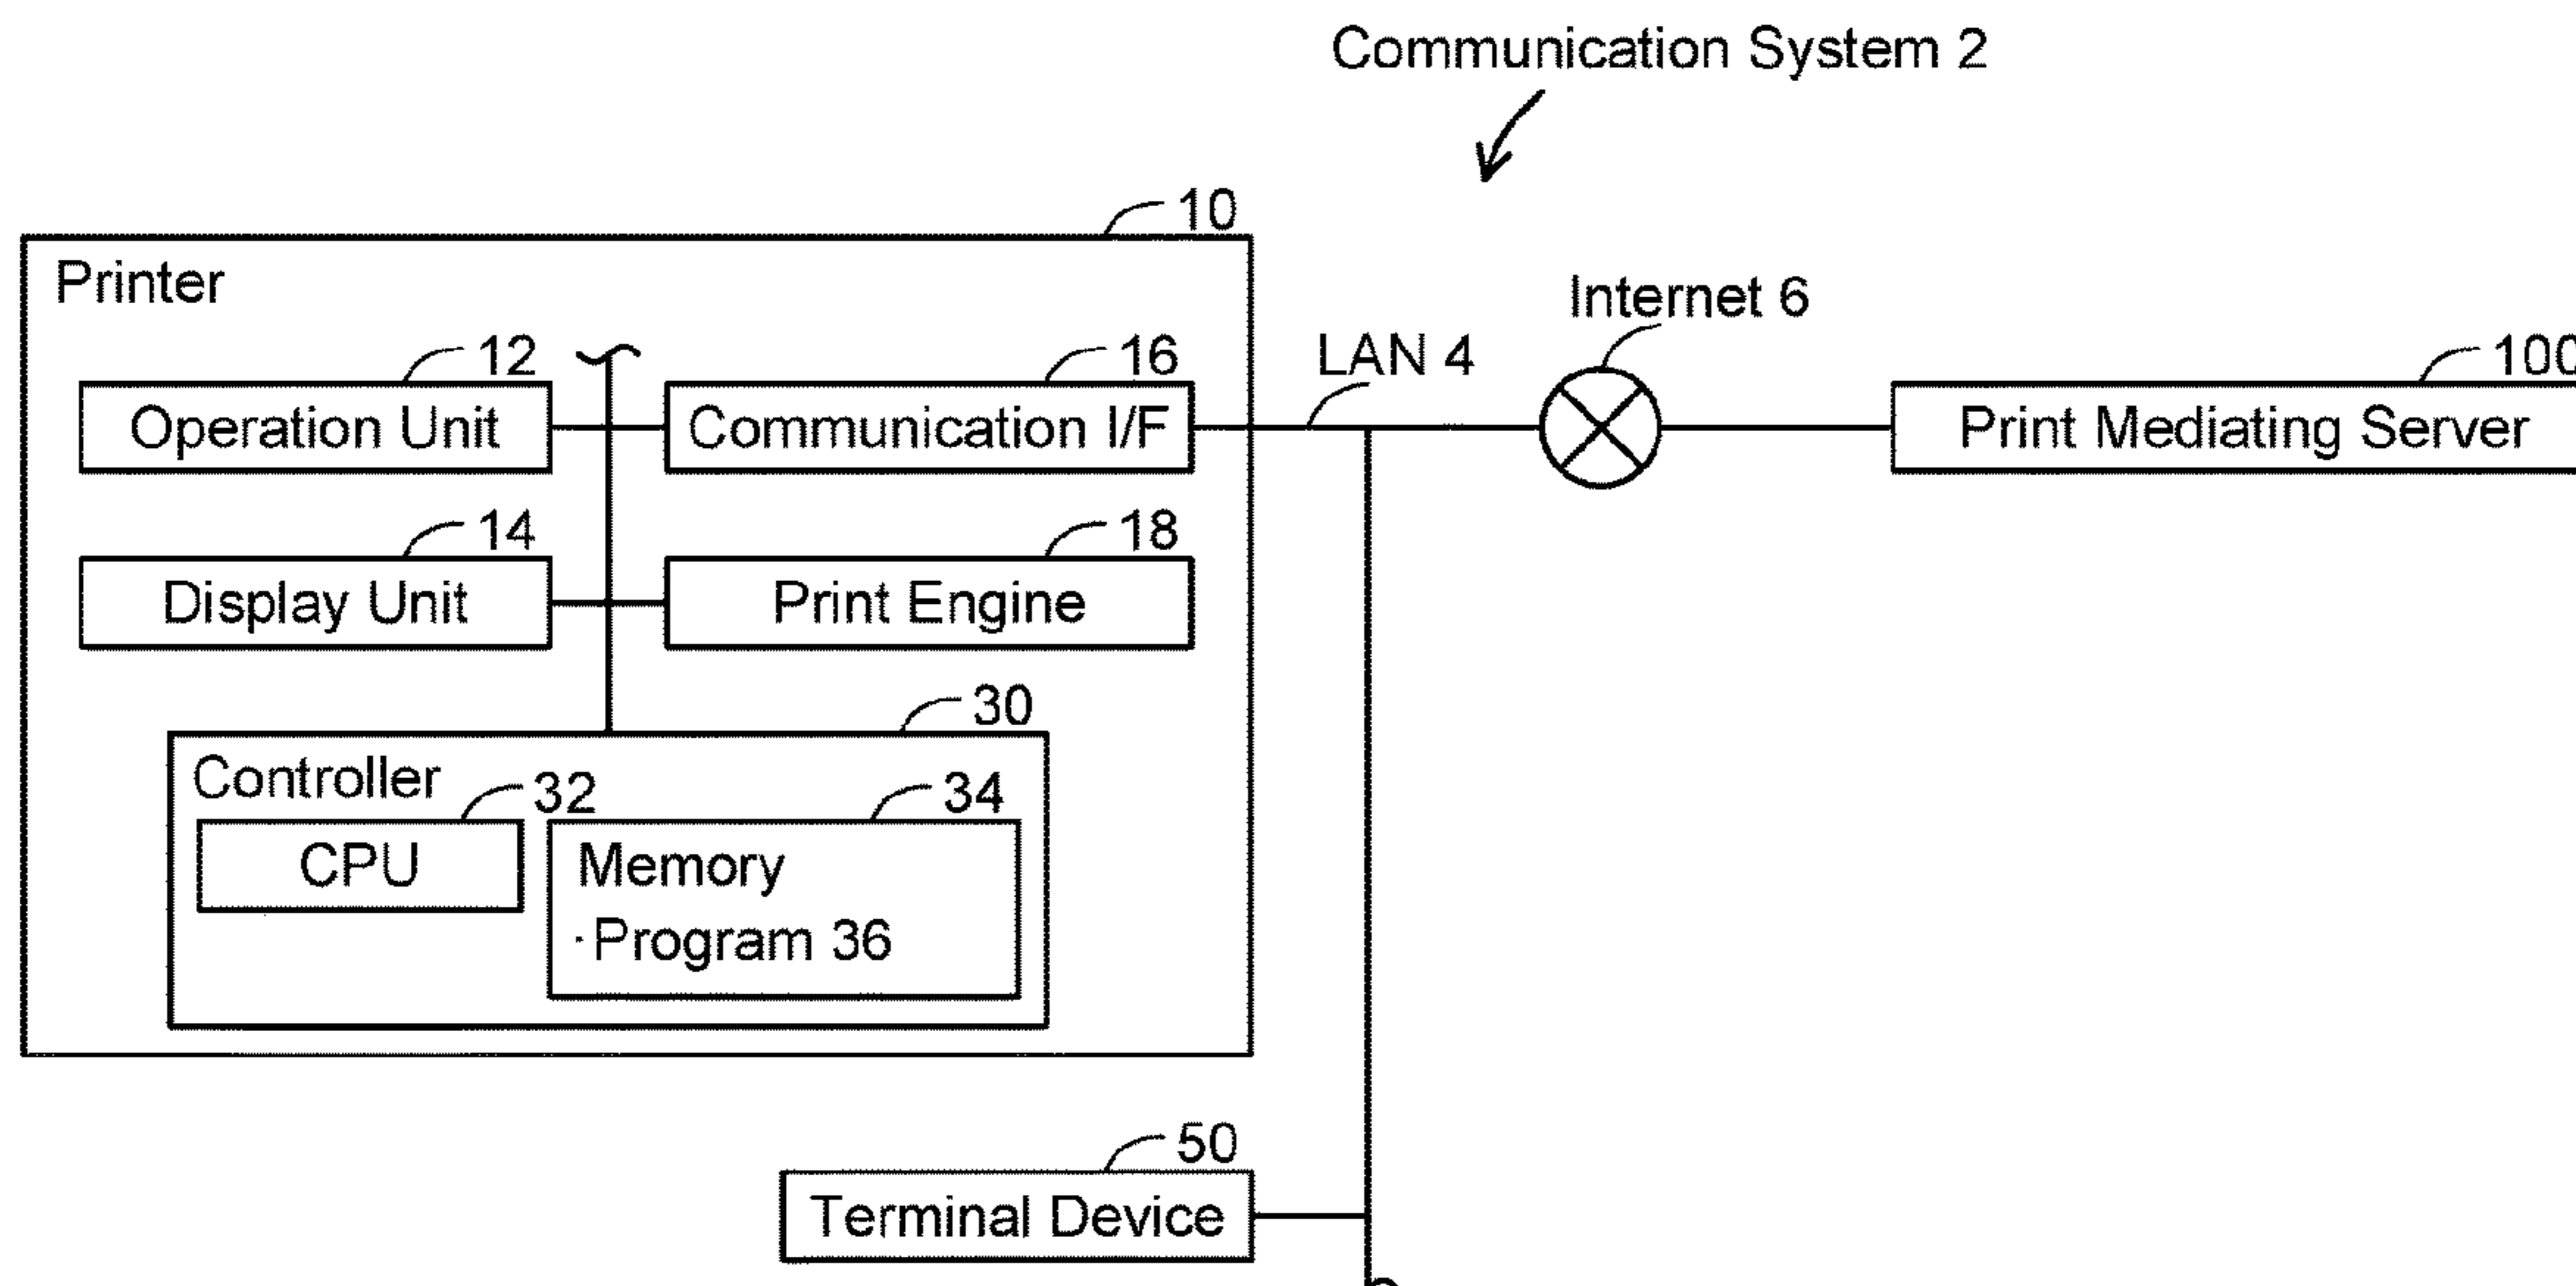 Communication System 2
10
Printer
Internet 6
12
16
LAN 4
100
Operation Unit
Communication I/F
Print Mediating Server
14
18
Display Unit
Print Engine
30
Controller
32
34
CPU
Memory
·Program 36
50
Terminal Device